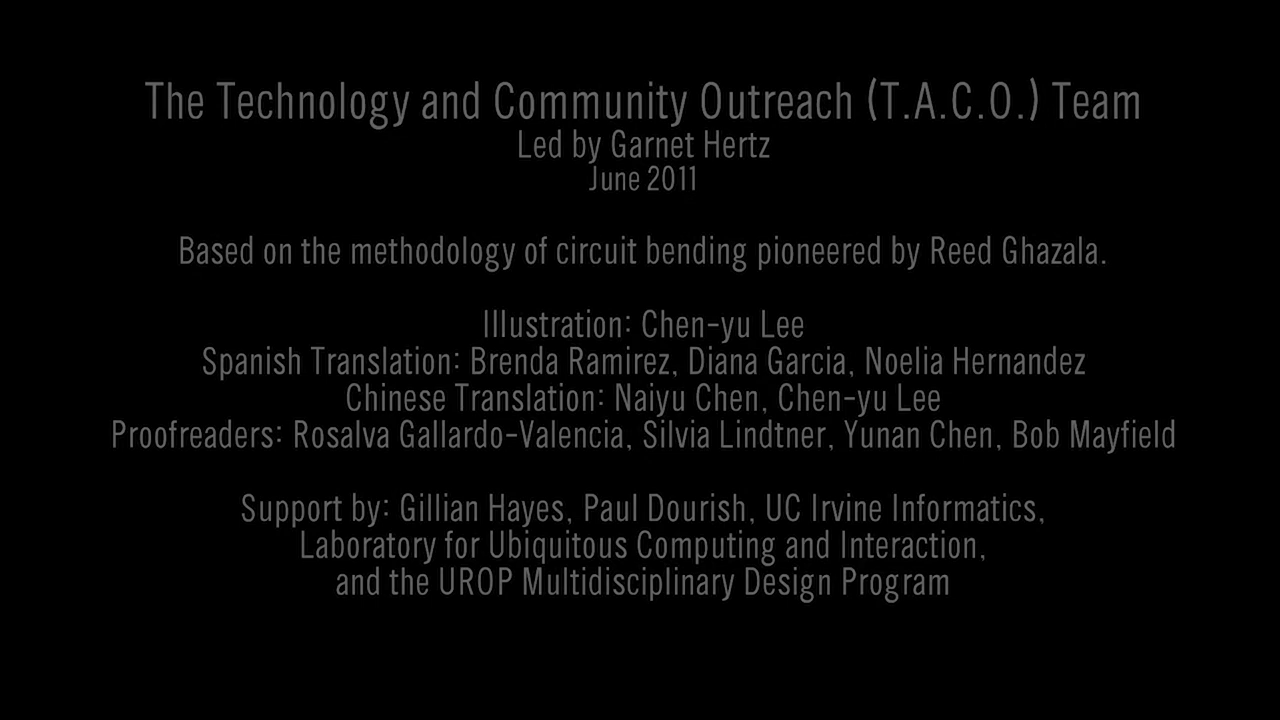 The Technology and Community Outreach (T.A.C.O.) Team
Led by Garnet Hertz
June 2011
Based on the methodology of circuit bending pioneered by Reed Ghazala.
Illustration: Chen-yu Lee
Spanish Translation: Brenda Ramirez, Diana Garcia, Noelia Hernandez
Chinese Translation: Naiyu Chen, Chen-yu Lee
Proofreaders: Rosalva Gallardo-Valencia, Silvia Lindtner, Yunan Chen, Bob Mayfield
Support by: Gillian Hayes, Paul Dourish, UC Irvine Informatics,
Laboratory for Ubiquitous Computing and Interaction,
and the UROP Multidisciplinary Design Program